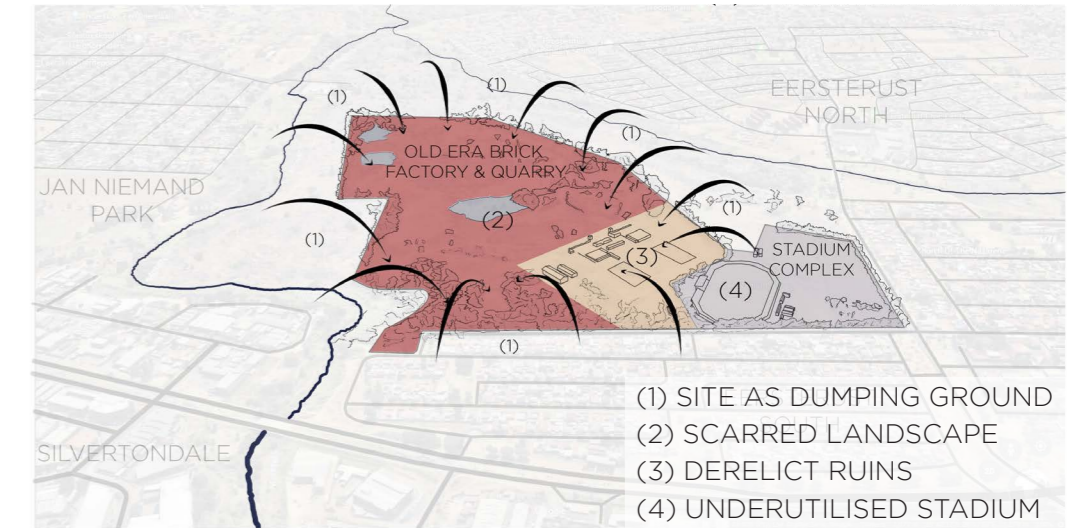 (1)
(1)
EERSTERUST
NORTH
(1)
OLD ERA BRICK
FACTORY & QUARRY
JAN NIEMAND
PARK
(1)
(2)
(1)
(3)
STADIUM
COMPLEX
(4)
(1)
(1) SITE AS DUMPING GROUND
(2) SCARRED LANDSCAPE
(3) DERELICT RUINS
(4) UNDERUTILISED STADIUM
SILVERTONDALE